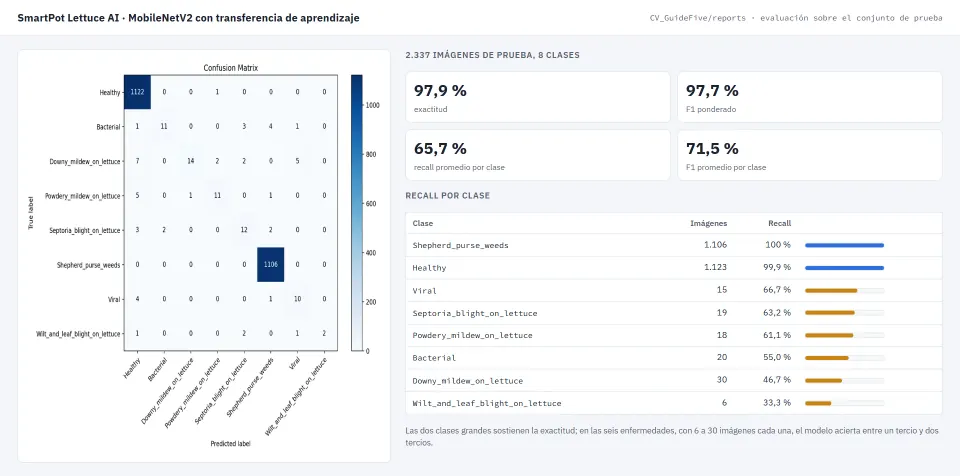 SmartPot Lettuce AI · MobileNetV2 con transferencia de aprendizaje
CV_GuideFive/reports · evaluación sobre el conjunto de prueba
Confusion Matrix
True label
Healthy 1122 0 0 1 0 0 0 0
Bacterial 1 11 0 0 3 4 1 0
Downy_mildew_on_lettuce 7 0 14 2 2 0 5 0
Powdery_mildew_on_lettuce 5 0 1 11 0 1 0 0
Septoria_blight_on_lettuce 3 2 0 0 12 2 0 0
Shepherd_purse_weeds 0 0 0 0 0 1106 0 0
Viral 4 0 0 0 0 1 10 0
Wilt_and_leaf_blight_on_lettuce 1 0 0 0 2 0 1 2
Healthy
Bacterial
Downy_mildew_on_lettuce
Powdery_mildew_on_lettuce
Septoria_blight_on_lettuce
Shepherd_purse_weeds
Viral
Wilt_and_leaf_blight_on_lettuce
Predicted label
1000
800
600
400
200
0
2.337 IMÁGENES DE PRUEBA, 8 CLASES
97,9 %
exactitud
97,7 %
F1 ponderado
65,7 %
recall promedio por clase
71,5 %
F1 promedio por clase
RECALL POR CLASE
Clase Imágenes Recall
Shepherd_purse_weeds 1.106 100 %
Healthy 1.123 99,9 %
Viral 15 66,7 %
Septoria_blight_on_lettuce 19 63,2 %
Powdery_mildew_on_lettuce 18 61,1 %
Bacterial 20 55,0 %
Downy_mildew_on_lettuce 30 46,7 %
Wilt_and_leaf_blight_on_lettuce 6 33,3 %
Las dos clases grandes sostienen la exactitud; en las seis enfermedades, con 6 a 30 imágenes cada una, el modelo acierta entre un tercio y dos
tercios.